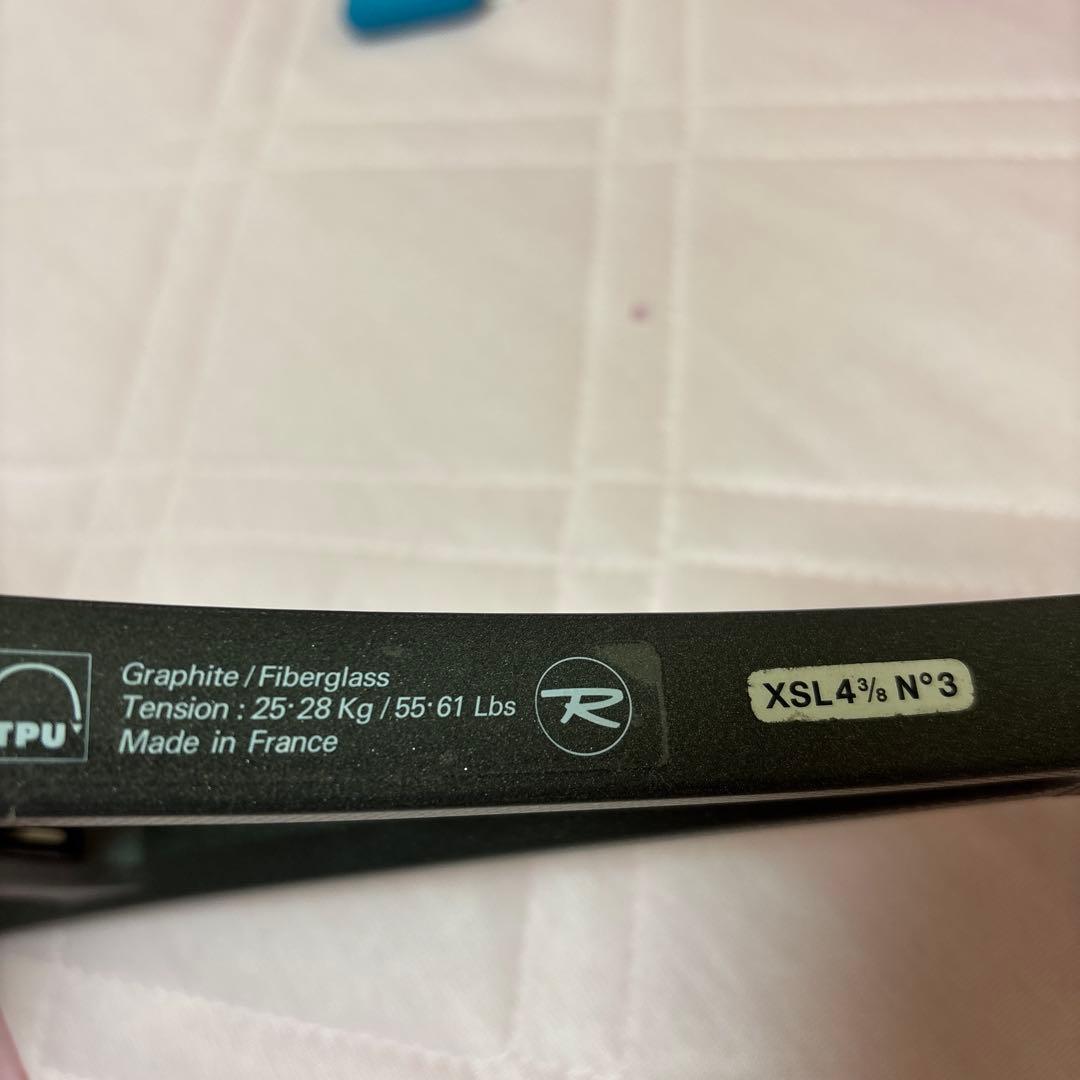 TPU
Graphite / Fiberglass
Tension : 25·28 Kg / 55·61 Lbs
Made in France
R
XSL 4 3/8 N° 3